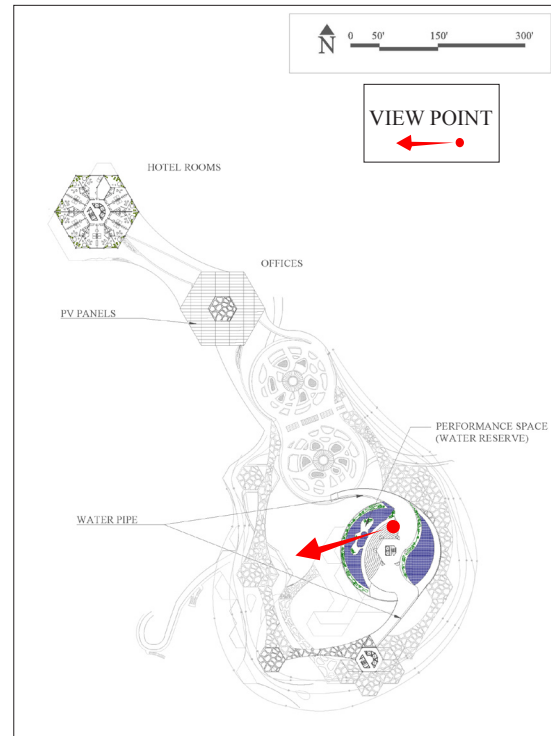 N
0 50' 150' 300'
VIEW POINT
HOTEL ROOMS
OFFICES
PV PANELS
PERFORMANCE SPACE
(WATER RESERVE)
WATER PIPE